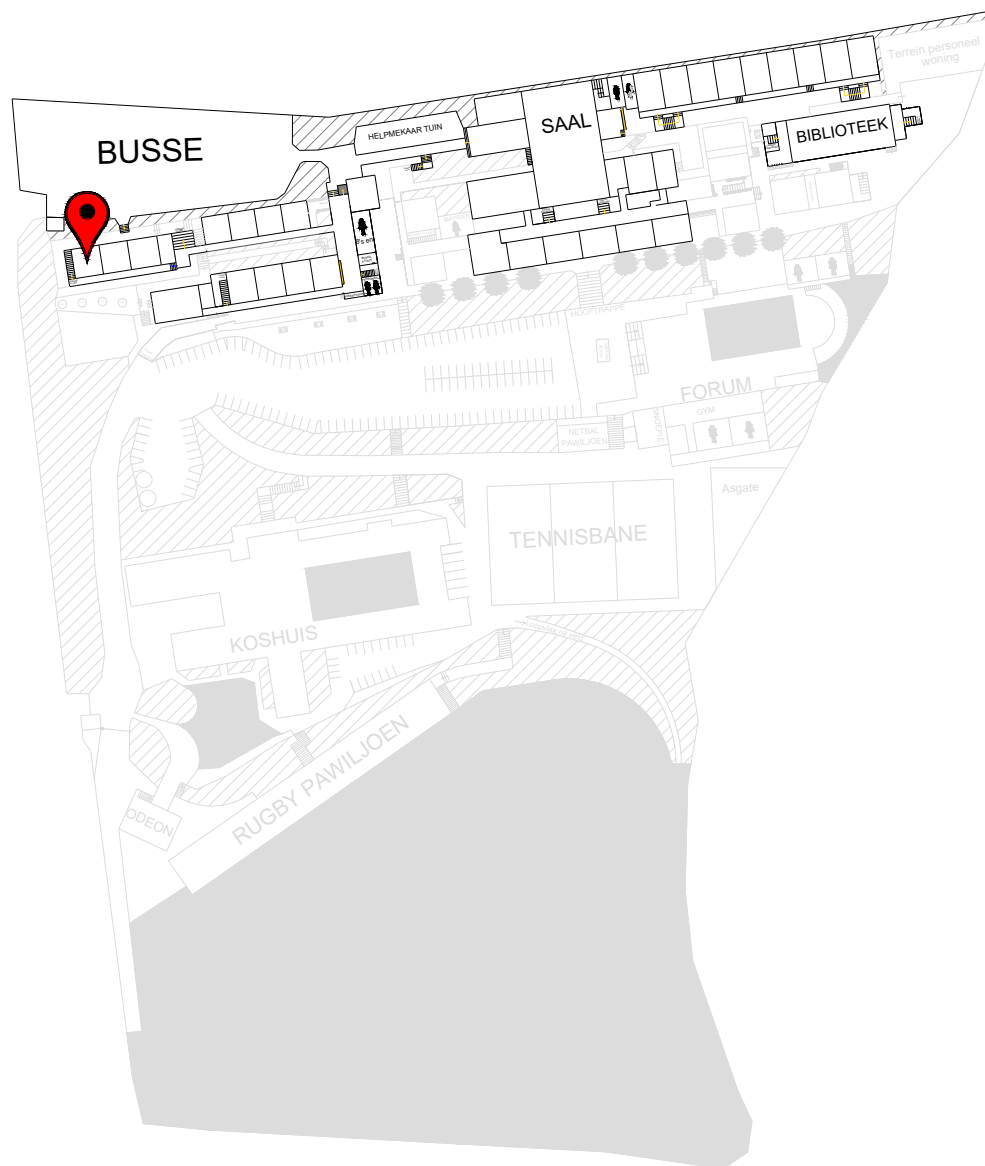 Terrein personeel
woning
BUSSE
HELPMEKAAR TUIN
SAAL
BIBLIOTEEK
HOOFTRAPPE
FORUM
GYM
NETBAL
PAWILJOEN
Asgate
TENNISBANE
KOSHUIS
RUGBY PAWILJOEN
ODEON